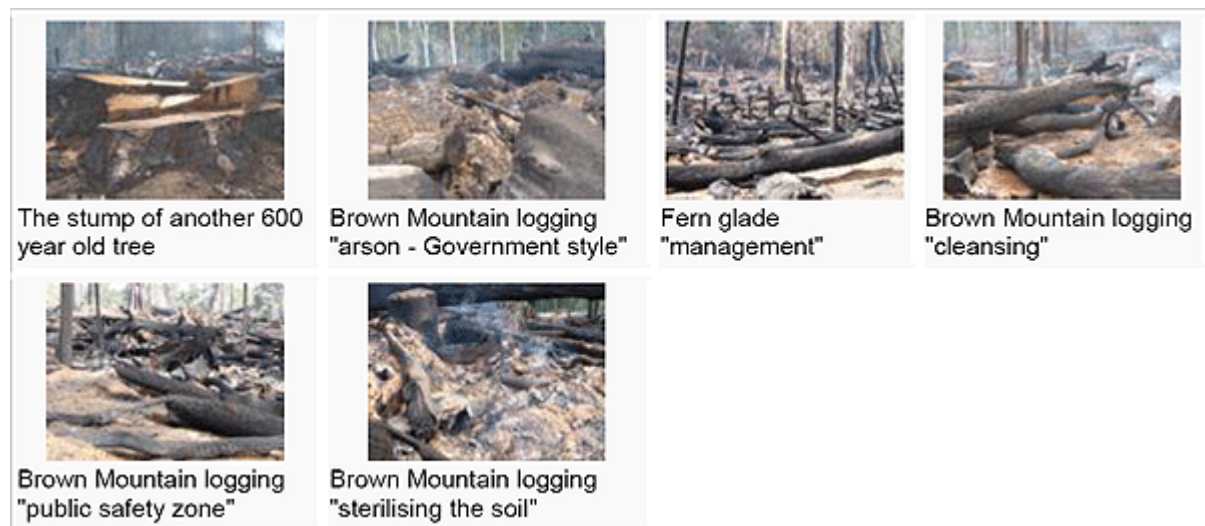 The stump of another 600
year old tree
Brown Mountain logging
"arson - Government style"
Fern glade
"management"
Brown Mountain logging
"cleansing"
Brown Mountain logging
"public safety zone"
Brown Mountain logging
"sterilising the soil"